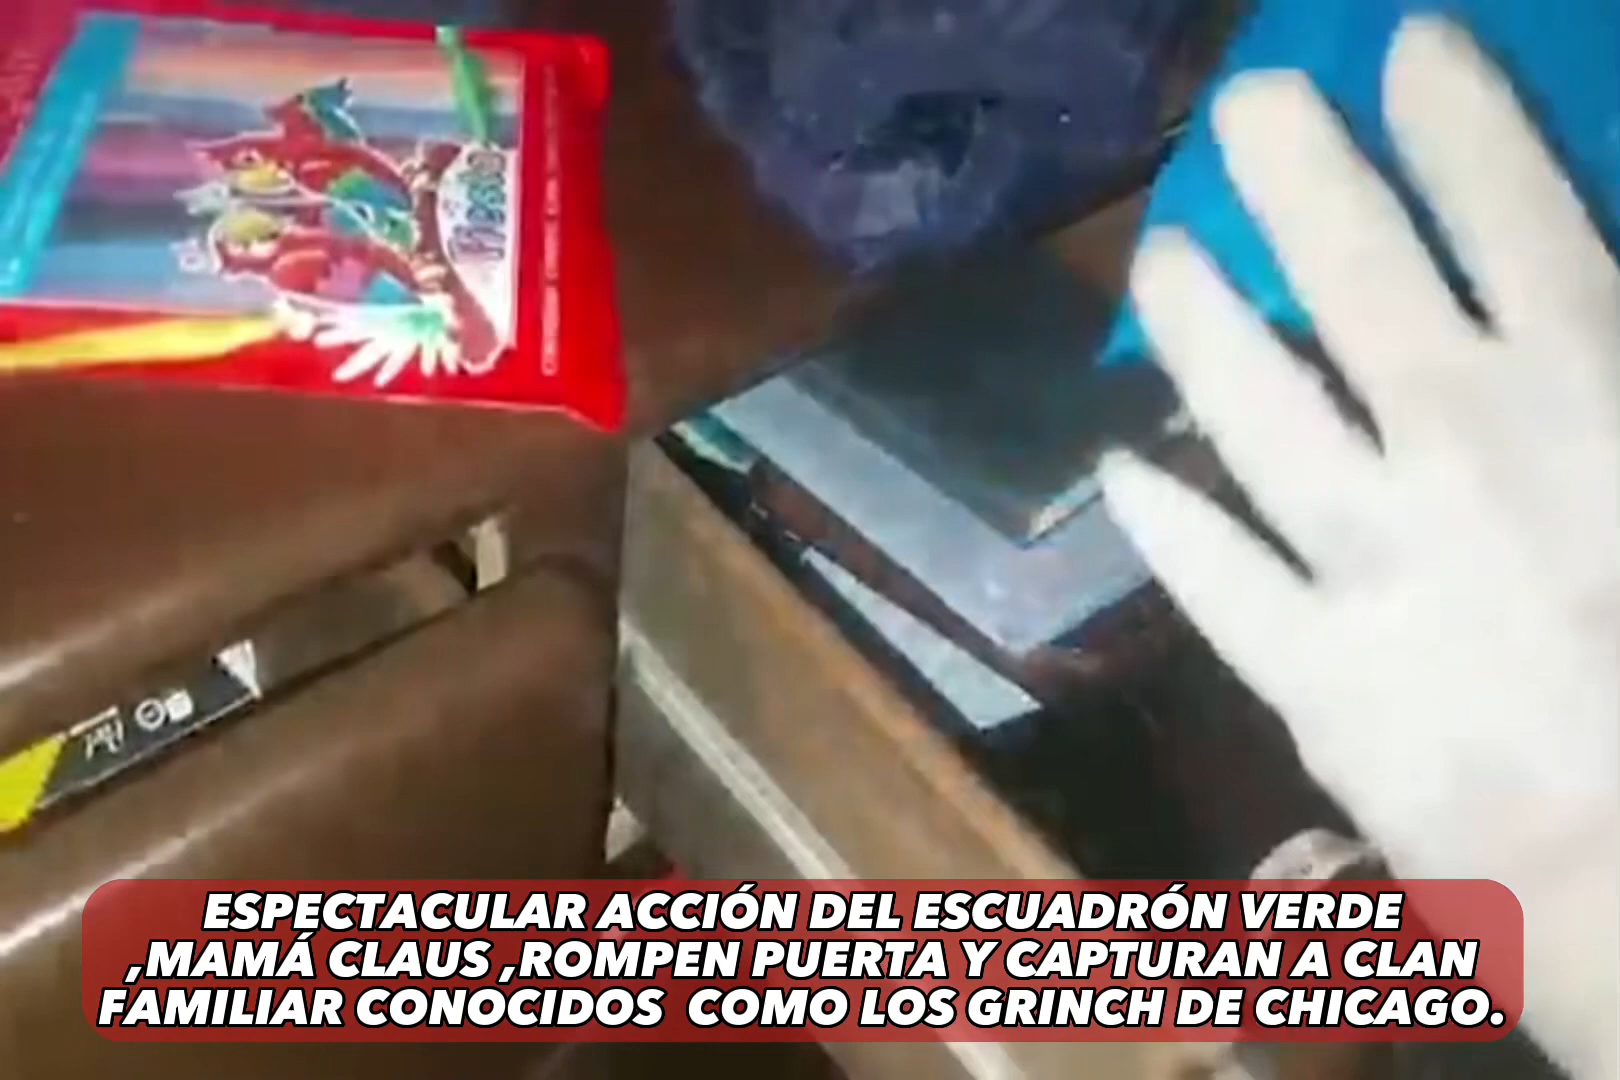 ESPECTACULAR ACCIÓN DEL ESCUADRÓN VERDE
,MAMÁ CLAUS ,ROMPEN PUERTA Y CAPTURAN A CLAN
FAMILIAR CONOCIDOS COMO LOS GRINCH DE CHICAGO.